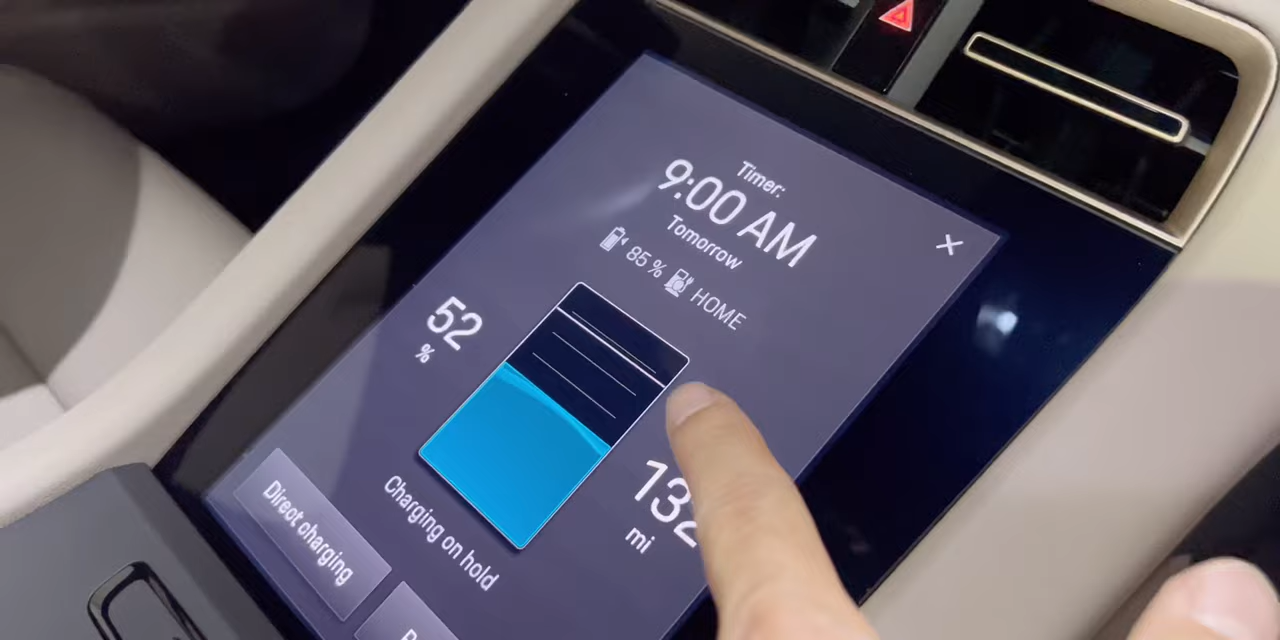 Timer:
9:00 AM
Tomorrow
85 % HOME
52
%
132
mi
Charging on hold
Direct charging